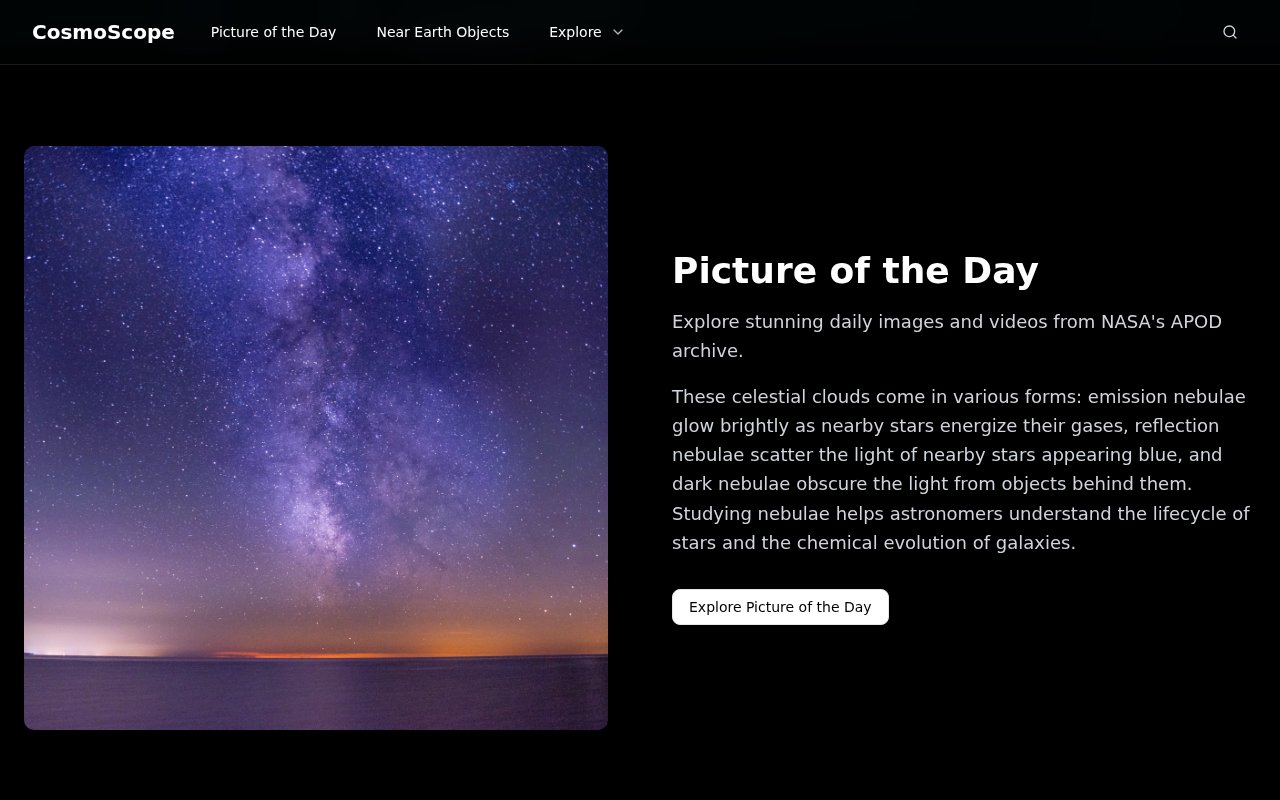 CosmoScope Picture of the Day Near Earth Objects Explore
Picture of the Day
Explore stunning daily images and videos from NASA's APOD
archive.
These celestial clouds come in various forms: emission nebulae
glow brightly as nearby stars energize their gases, reflection
nebulae scatter the light of nearby stars appearing blue, and
dark nebulae obscure the light from objects behind them.
Studying nebulae helps astronomers understand the lifecycle of
stars and the chemical evolution of galaxies.
Explore Picture of the Day